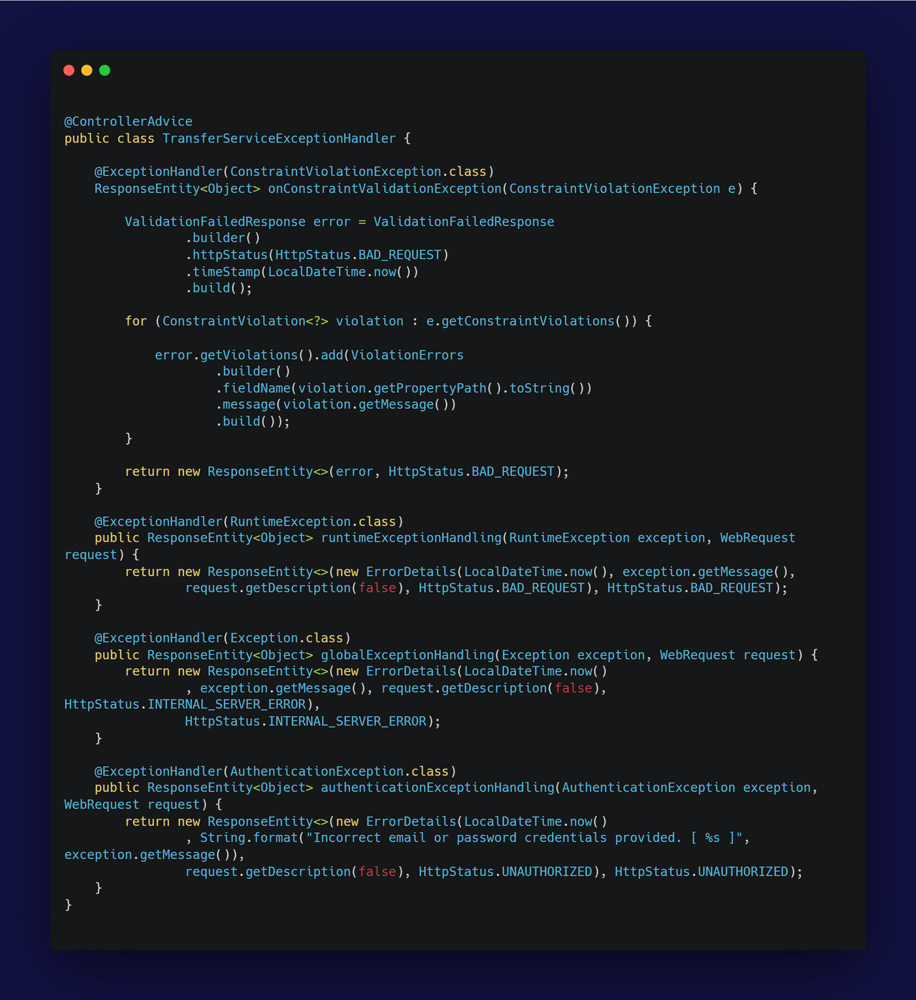 @ControllerAdvice
public class TransferServiceExceptionHandler {

    @ExceptionHandler(ConstraintViolationException.class)
    ResponseEntity<Object> onConstraintValidationException(ConstraintViolationException e) {

        ValidationFailedResponse error = ValidationFailedResponse
                .builder()
                .httpStatus(HttpStatus.BAD_REQUEST)
                .timeStamp(LocalDateTime.now())
                .build();

        for (ConstraintViolation<?> violation : e.getConstraintViolations()) {

            error.getViolations().add(ViolationErrors
                    .builder()
                    .fieldName(violation.getPropertyPath().toString())
                    .message(violation.getMessage())
                    .build());
        }

        return new ResponseEntity<>(error, HttpStatus.BAD_REQUEST);
    }

    @ExceptionHandler(RuntimeException.class)
    public ResponseEntity<Object> runtimeExceptionHandling(RuntimeException exception, WebRequest
request) {
        return new ResponseEntity<>(new ErrorDetails(LocalDateTime.now(), exception.getMessage(),
                request.getDescription(false), HttpStatus.BAD_REQUEST), HttpStatus.BAD_REQUEST);
    }

    @ExceptionHandler(Exception.class)
    public ResponseEntity<Object> globalExceptionHandling(Exception exception, WebRequest request) {
        return new ResponseEntity<>(new ErrorDetails(LocalDateTime.now()
                , exception.getMessage(), request.getDescription(false),
HttpStatus.INTERNAL_SERVER_ERROR),
                HttpStatus.INTERNAL_SERVER_ERROR);
    }

    @ExceptionHandler(AuthenticationException.class)
    public ResponseEntity<Object> authenticationExceptionHandling(AuthenticationException exception,
WebRequest request) {
        return new ResponseEntity<>(new ErrorDetails(LocalDateTime.now()
                , String.format("Incorrect email or password credentials provided. [ %s ]",
exception.getMessage()),
                request.getDescription(false), HttpStatus.UNAUTHORIZED), HttpStatus.UNAUTHORIZED);
    }
}